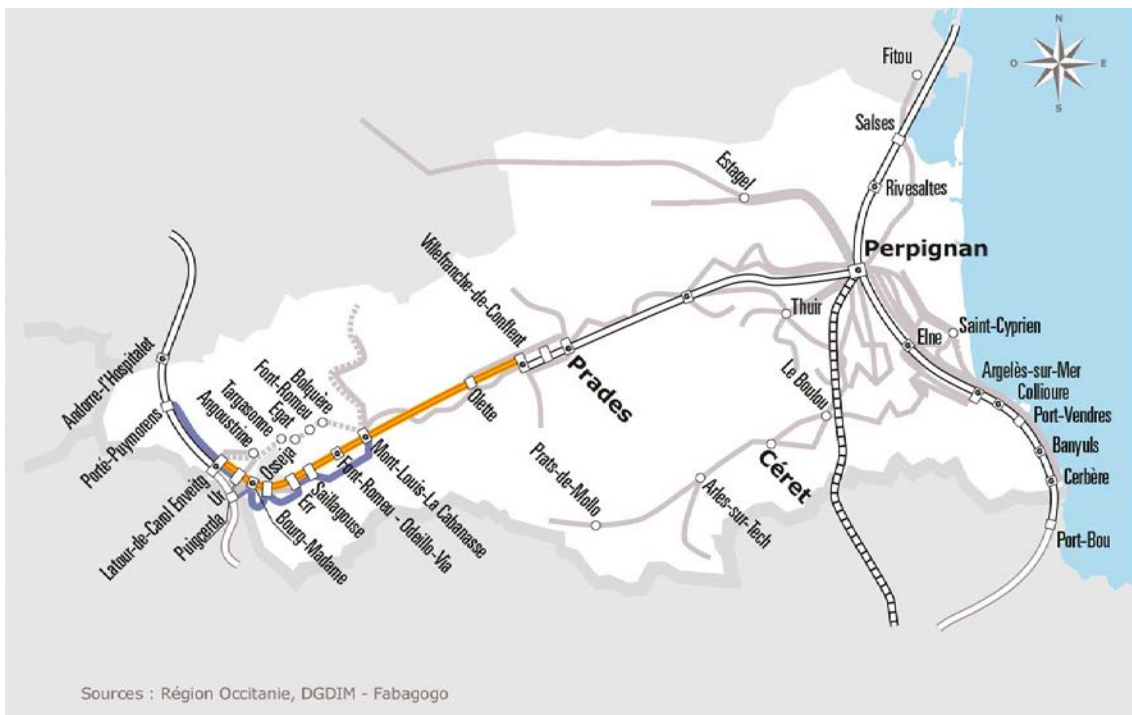 N
O
E
S
Fitou
Salses
Estagel
Rivesaltes
Perpignan
Villefranche-de-Conflent
Thuir
Saint-Cyprien
Elne
Prades
Le Boulou
Argelès-sur-Mer
Collioure
Port-Vendres
Banyuls
Cerbère
Port-Bou
Andorre-l'Hospitalet
Porté-Puymorens
Bolquère
Font-Romeu
Egat
Targasonne
Angoustrine
Olette
Mont-Louis-La Cabanasse
Font-Romeu - Odeillo-Via
Saillagouse
Err
Osseja
Bourg-Madame
Latour-de-Carol Enveitg
Ur
Puigcerda
Prats-de-Mollo
Céret
Arles-sur-Tech
Sources : Région Occitanie, DGDIM - Fabagogo